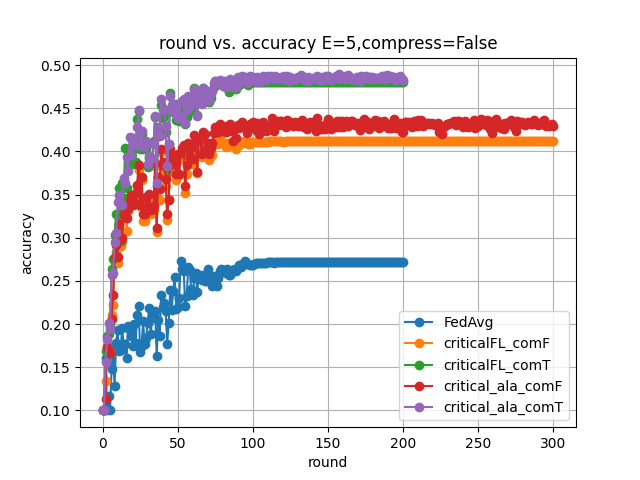 round vs. accuracy E=5,compress=False
0.50
0.45
0.40
0.35
0.30
0.25
0.20
0.15
0.10
accuracy
0 50 100 150 200 250 300
round
FedAvg
criticalFL_comF
criticalFL_comT
critical_ala_comF
critical_ala_comT